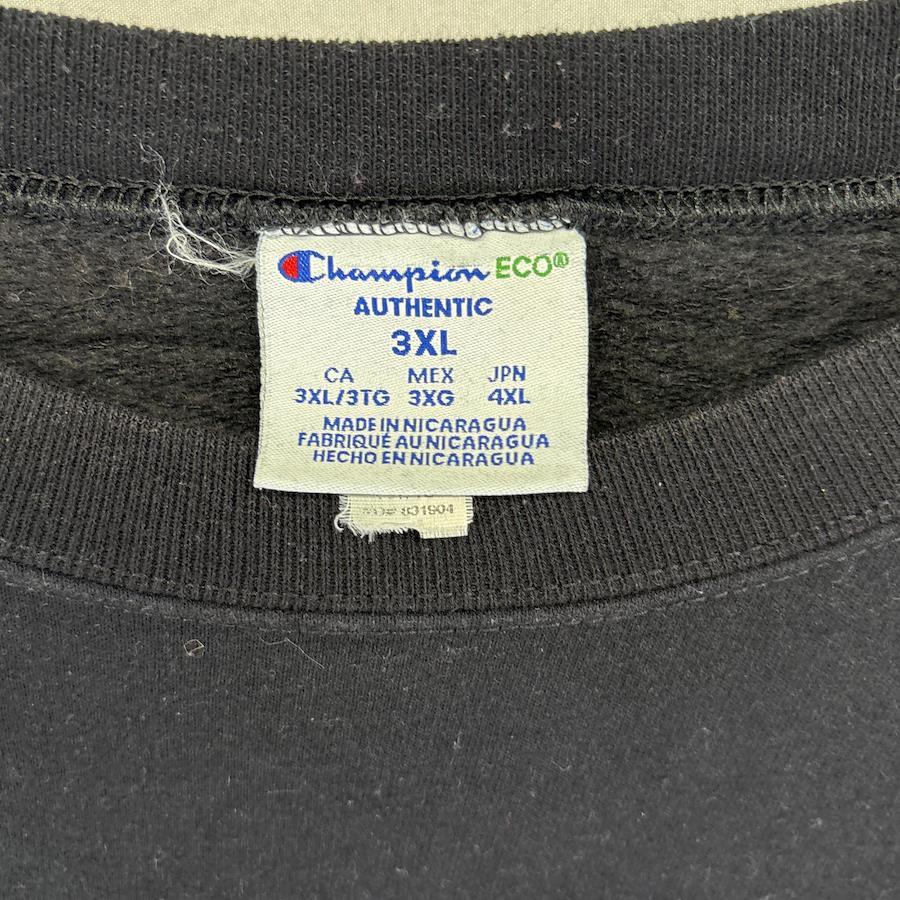 Champion ECO®
AUTHENTIC
3XL
CA MEX JPN
3XL/3TG 3XG 4XL
MADE IN NICARAGUA
FABRIQUÉ AU NICARAGUA
HECHO EN NICARAGUA
831904